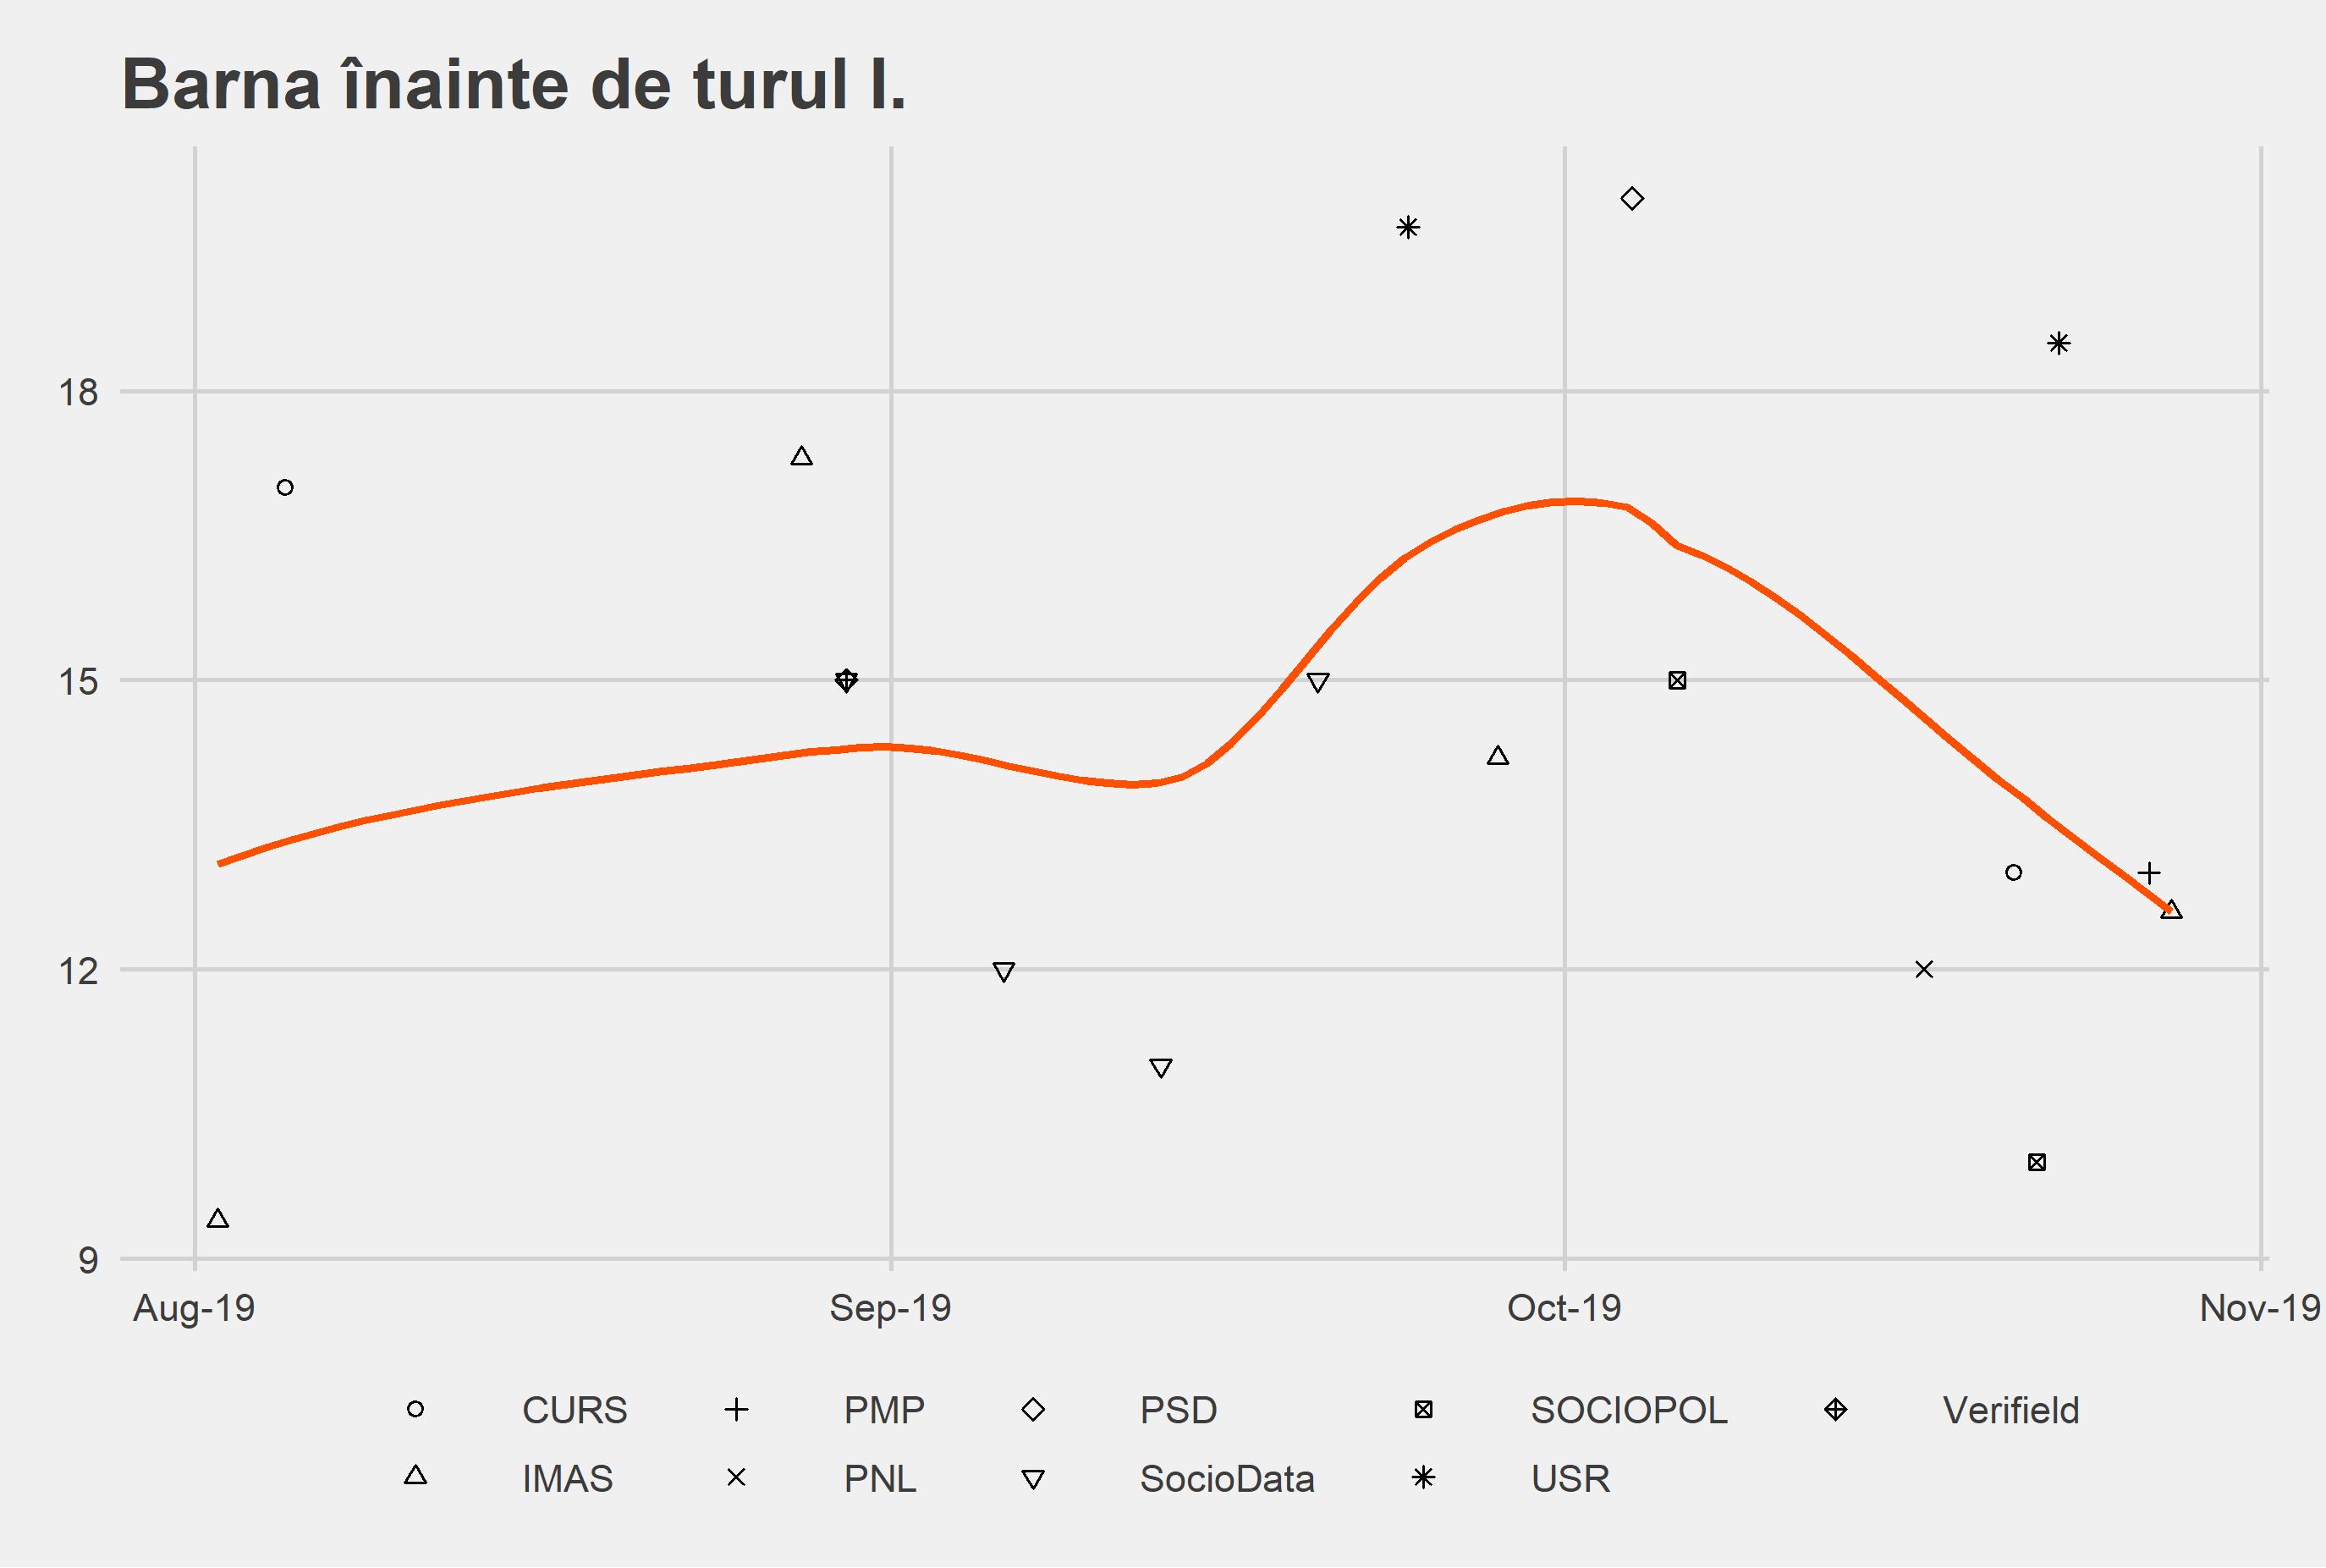 Barna înainte de turul I.
18
15
12
9
Aug-19 Sep-19 Oct-19 Nov-19
CURS PMP PSD SOCIOPOL Verifield
IMAS PNL SocioData USR